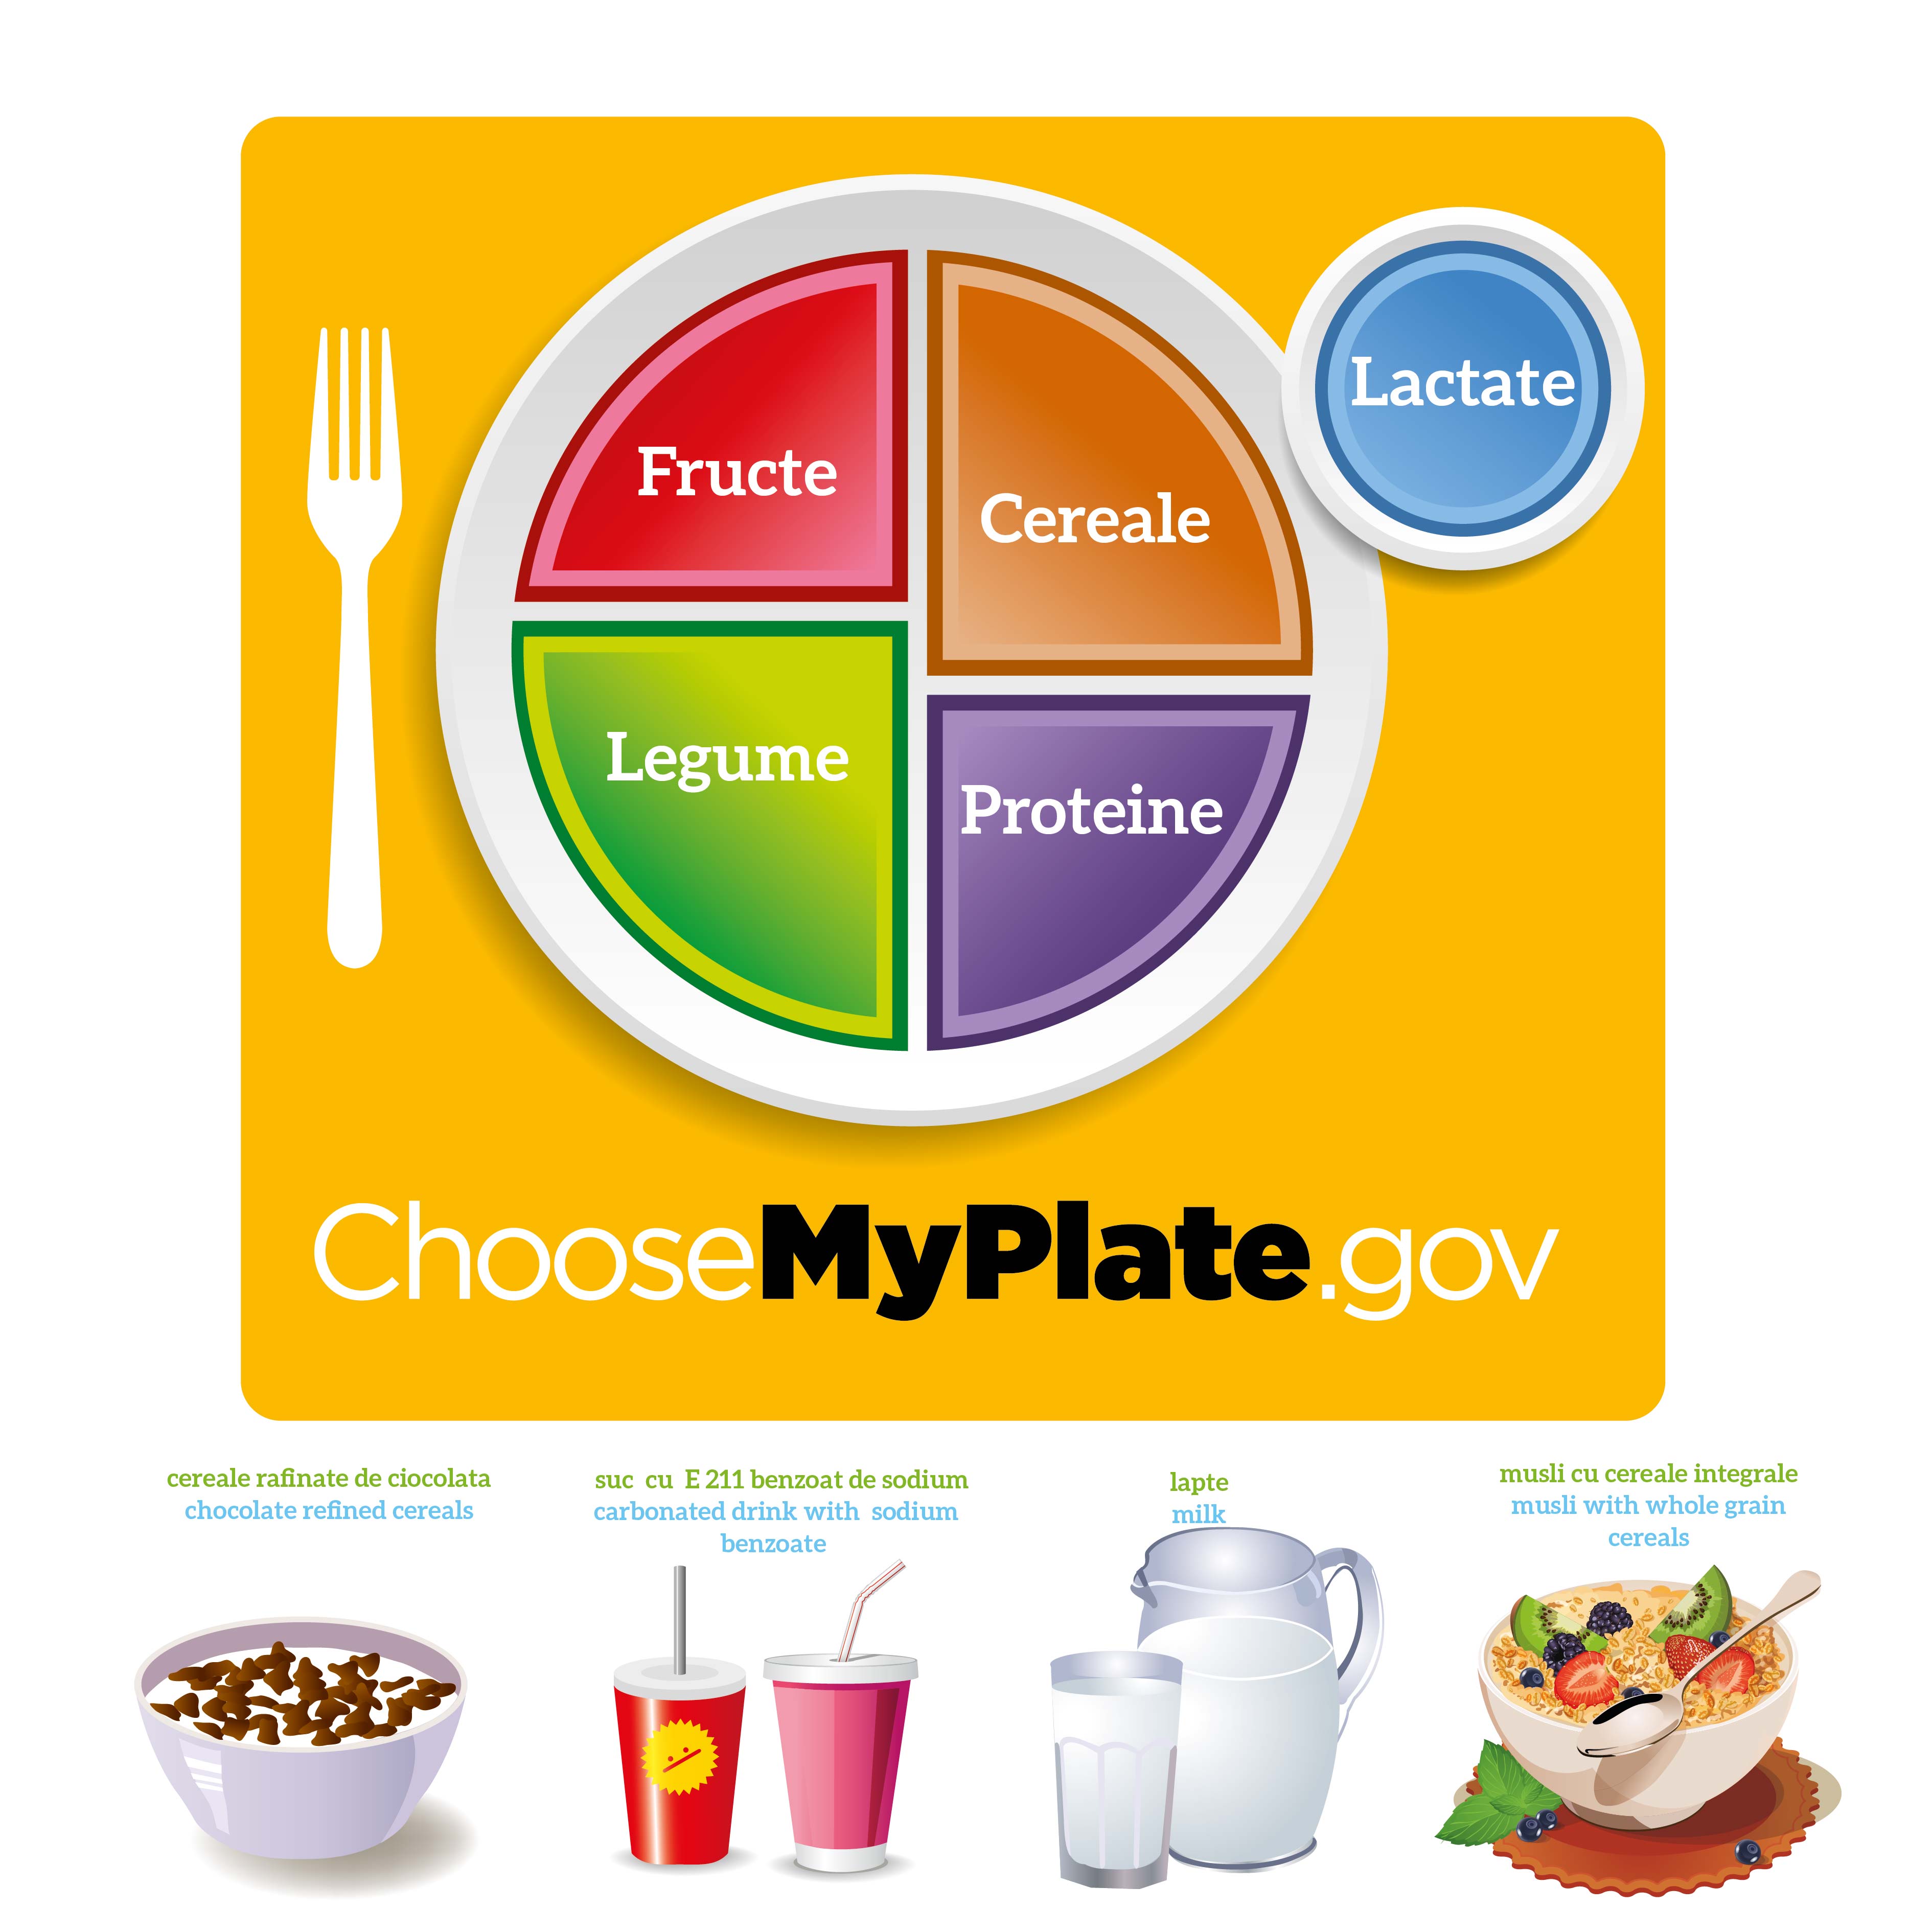 Fructe
Cereale
Lactate
Legume
Proteine
ChooseMyPlate.gov
cereale rafinate de ciocolata
chocolate refined cereals
suc cu E 211 benzoat de sodium
carbonated drink with sodium
benzoate
lapte
milk
musli cu cereale integrale
musli with whole grain
cereals